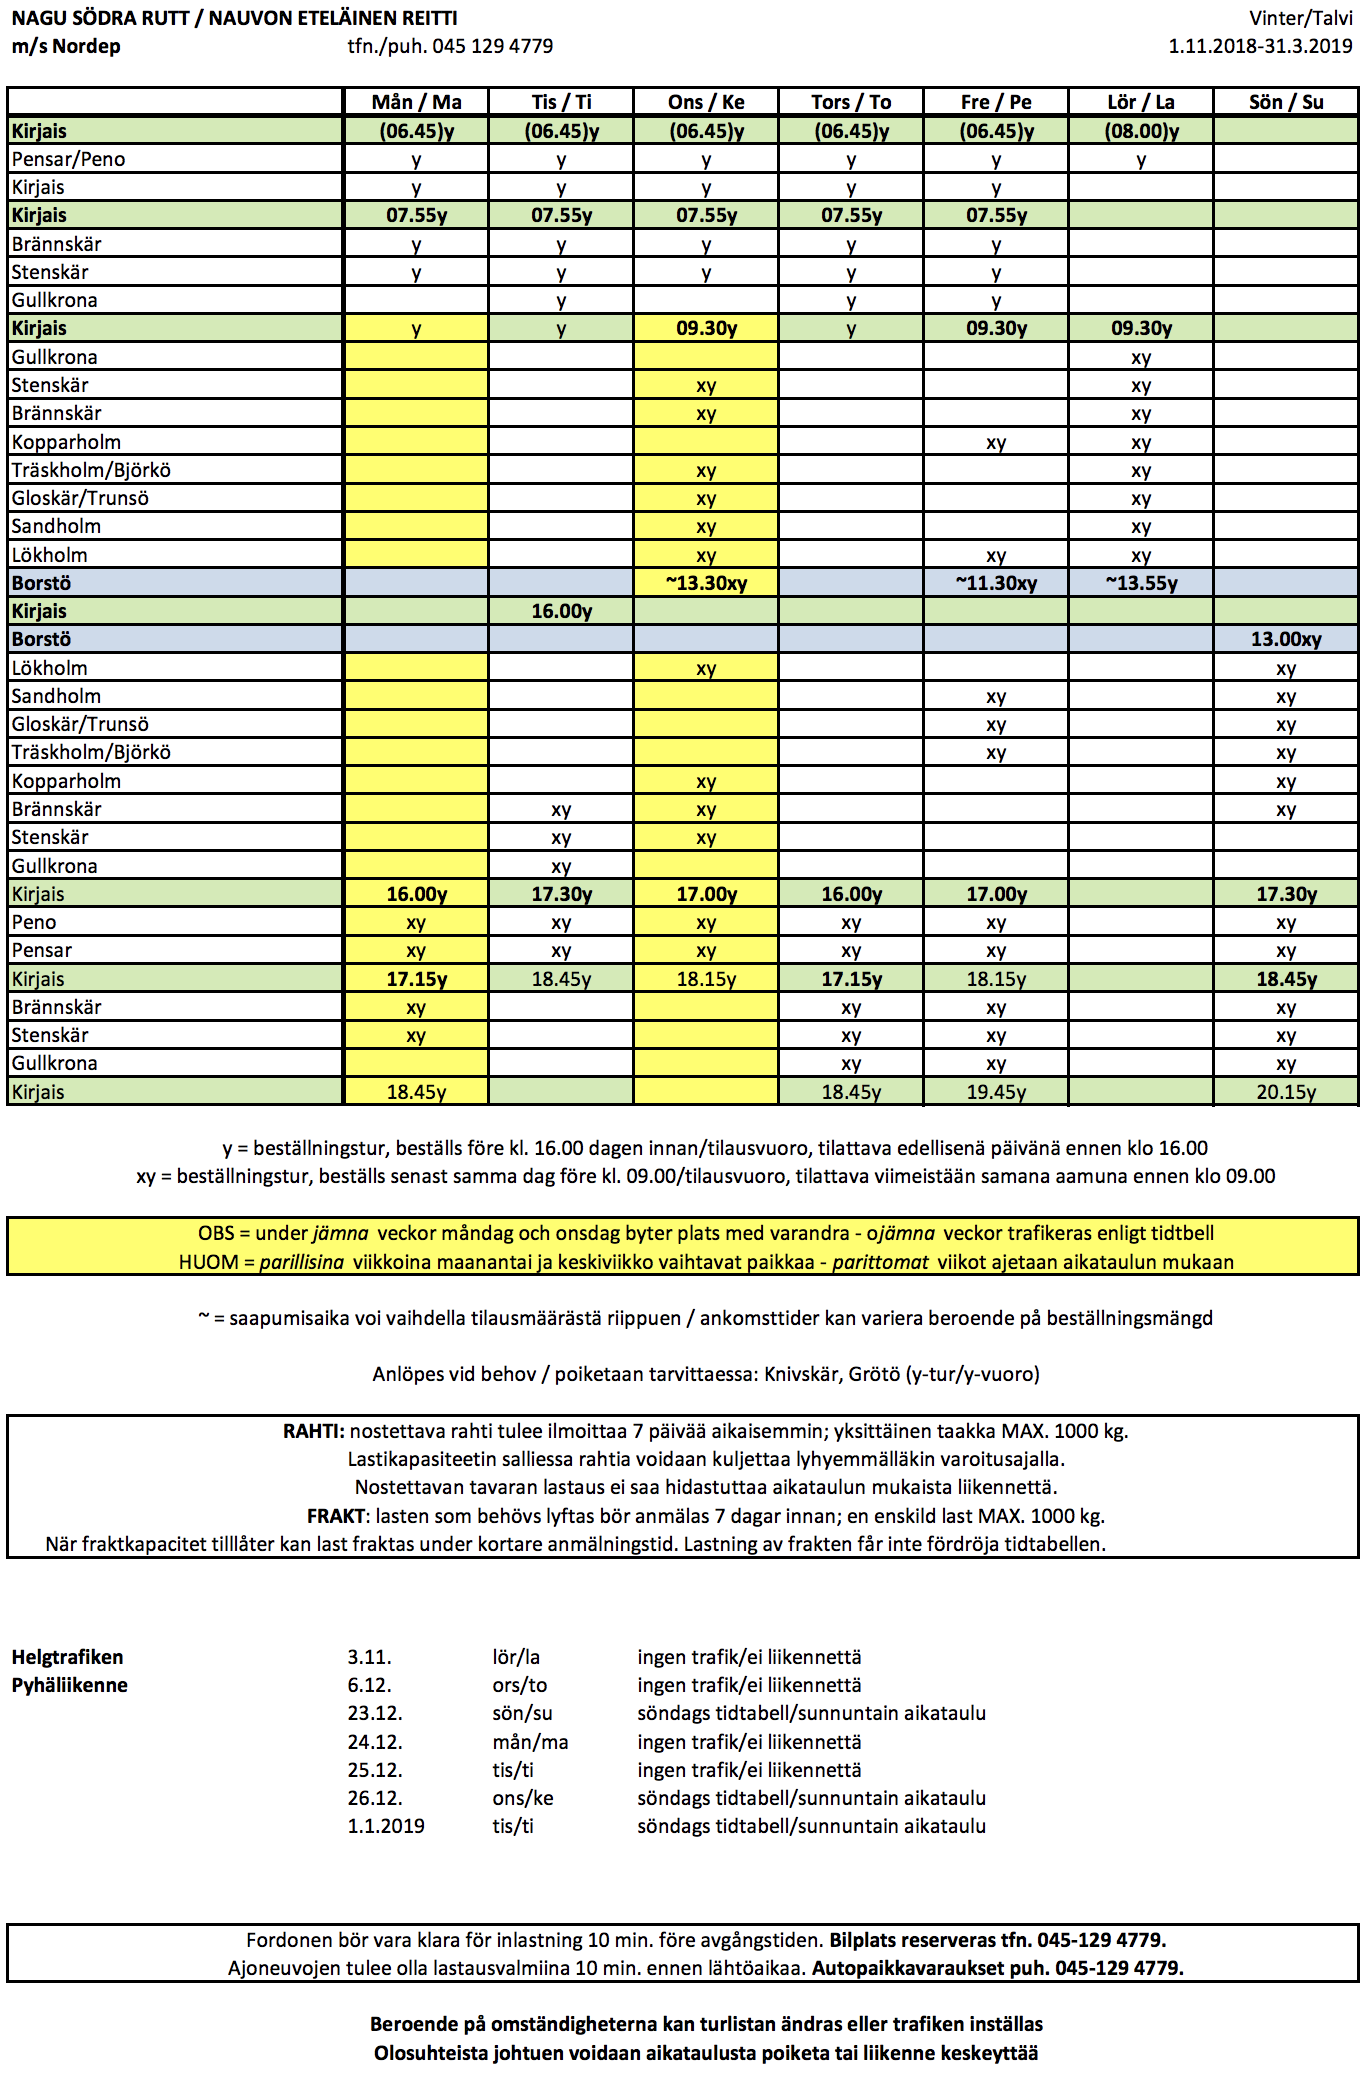 NAGU SÖDRA RUTT / NAUVON ETELÄINEN REITTI Vinter/Talvi
m/s Nordep tfn./puh. 045 129 4779 1.11.2018-31.3.2019
Mån / Ma Tis / Ti Ons / Ke Tors / To Fre / Pe Lör / La Sön / Su
Kirjais (06.45)y (06.45)y (06.45)y (06.45)y (06.45)y (08.00)y
Pensar/Peno y y y y y y
Kirjais y y y y y
Kirjais 07.55y 07.55y 07.55y 07.55y 07.55y
Brännskär y y y y y
Stenskär y y y y y
Gullkrona y y y
Kirjais y y 09.30y y 09.30y 09.30y
Gullkrona xy
Stenskär xy xy
Brännskär xy xy
Kopparholm xy xy
Träskholm/Björkö xy xy
Gloskär/Trunsö xy xy
Sandholm xy xy
Lökholm xy xy xy
Borstö ~13.30xy ~11.30xy ~13.55y
Kirjais 16.00y
Borstö 13.00xy
Lökholm xy xy
Sandholm xy xy
Gloskär/Trunsö xy xy
Träskholm/Björkö xy xy
Kopparholm xy xy
Brännskär xy xy xy
Stenskär xy xy
Gullkrona xy
Kirjais 16.00y 17.30y 17.00y 16.00y 17.00y 17.30y
Peno xy xy xy xy xy xy
Pensar xy xy xy xy xy xy
Kirjais 17.15y 18.45y 18.15y 17.15y 18.15y 18.45y
Brännskär xy xy xy xy
Stenskär xy xy xy xy
Gullkrona xy xy xy
Kirjais 18.45y 18.45y 19.45y 20.15y
y = beställningstur, beställs före kl. 16.00 dagen innan/tilausvuoro, tilattava edellisenä päivänä ennen klo 16.00
xy = beställningstur, beställs senast samma dag före kl. 09.00/tilausvuoro, tilattava viimeistään samana aamuna ennen klo 09.00
OBS = under jämna veckor måndag och onsdag byter plats med varandra - ojämna veckor trafikeras enligt tidtbell
HUOM = parillisina viikkoina maanantai ja keskiviikko vaihtavat paikkaa - parittomat viikot ajetaan aikataulun mukaan
~ = saapumisaika voi vaihdella tilausmäärästä riippuen / ankomsttider kan variera beroende på beställningsmängd
Anlöpes vid behov / poiketaan tarvittaessa: Knivskär, Grötö (y-tur/y-vuoro)
RAHTI: nostettava rahti tulee ilmoittaa 7 päivää aikaisemmin; yksittäinen taakka MAX. 1000 kg.
Lastikapasiteetin salliessa rahtia voidaan kuljettaa lyhyemmälläkin varoitusajalla.
Nostettavan tavaran lastaus ei saa hidastuttaa aikataulun mukaista liikennettä.
FRAKT: lasten som behövs lyftas bör anmälas 7 dagar innan; en enskild last MAX. 1000 kg.
När fraktkapacitet tilllåter kan last fraktas under kortare anmälningstid. Lastning av frakten får inte fördröja tidtabellen.
Helgtrafiken 3.11. lör/la ingen trafik/ei liikennettä
Pyhäliikenne 6.12. ors/to ingen trafik/ei liikennettä
23.12. sön/su söndags tidtabell/sunnuntain aikataulu
24.12. mån/ma ingen trafik/ei liikennettä
25.12. tis/ti ingen trafik/ei liikennettä
26.12. ons/ke söndags tidtabell/sunnuntain aikataulu
1.1.2019 tis/ti söndags tidtabell/sunnuntain aikataulu
Fordonen bör vara klara för inlastning 10 min. före avgångstiden. Bilplats reserveras tfn. 045-129 4779.
Ajoneuvojen tulee olla lastausvalmiina 10 min. ennen lähtöaikaa. Autopaikkavaraukset puh. 045-129 4779.
Beroende på omständigheterna kan turlistan ändras eller trafiken inställas
Olosuhteista johtuen voidaan aikataulusta poiketa tai liikenne keskeyttää